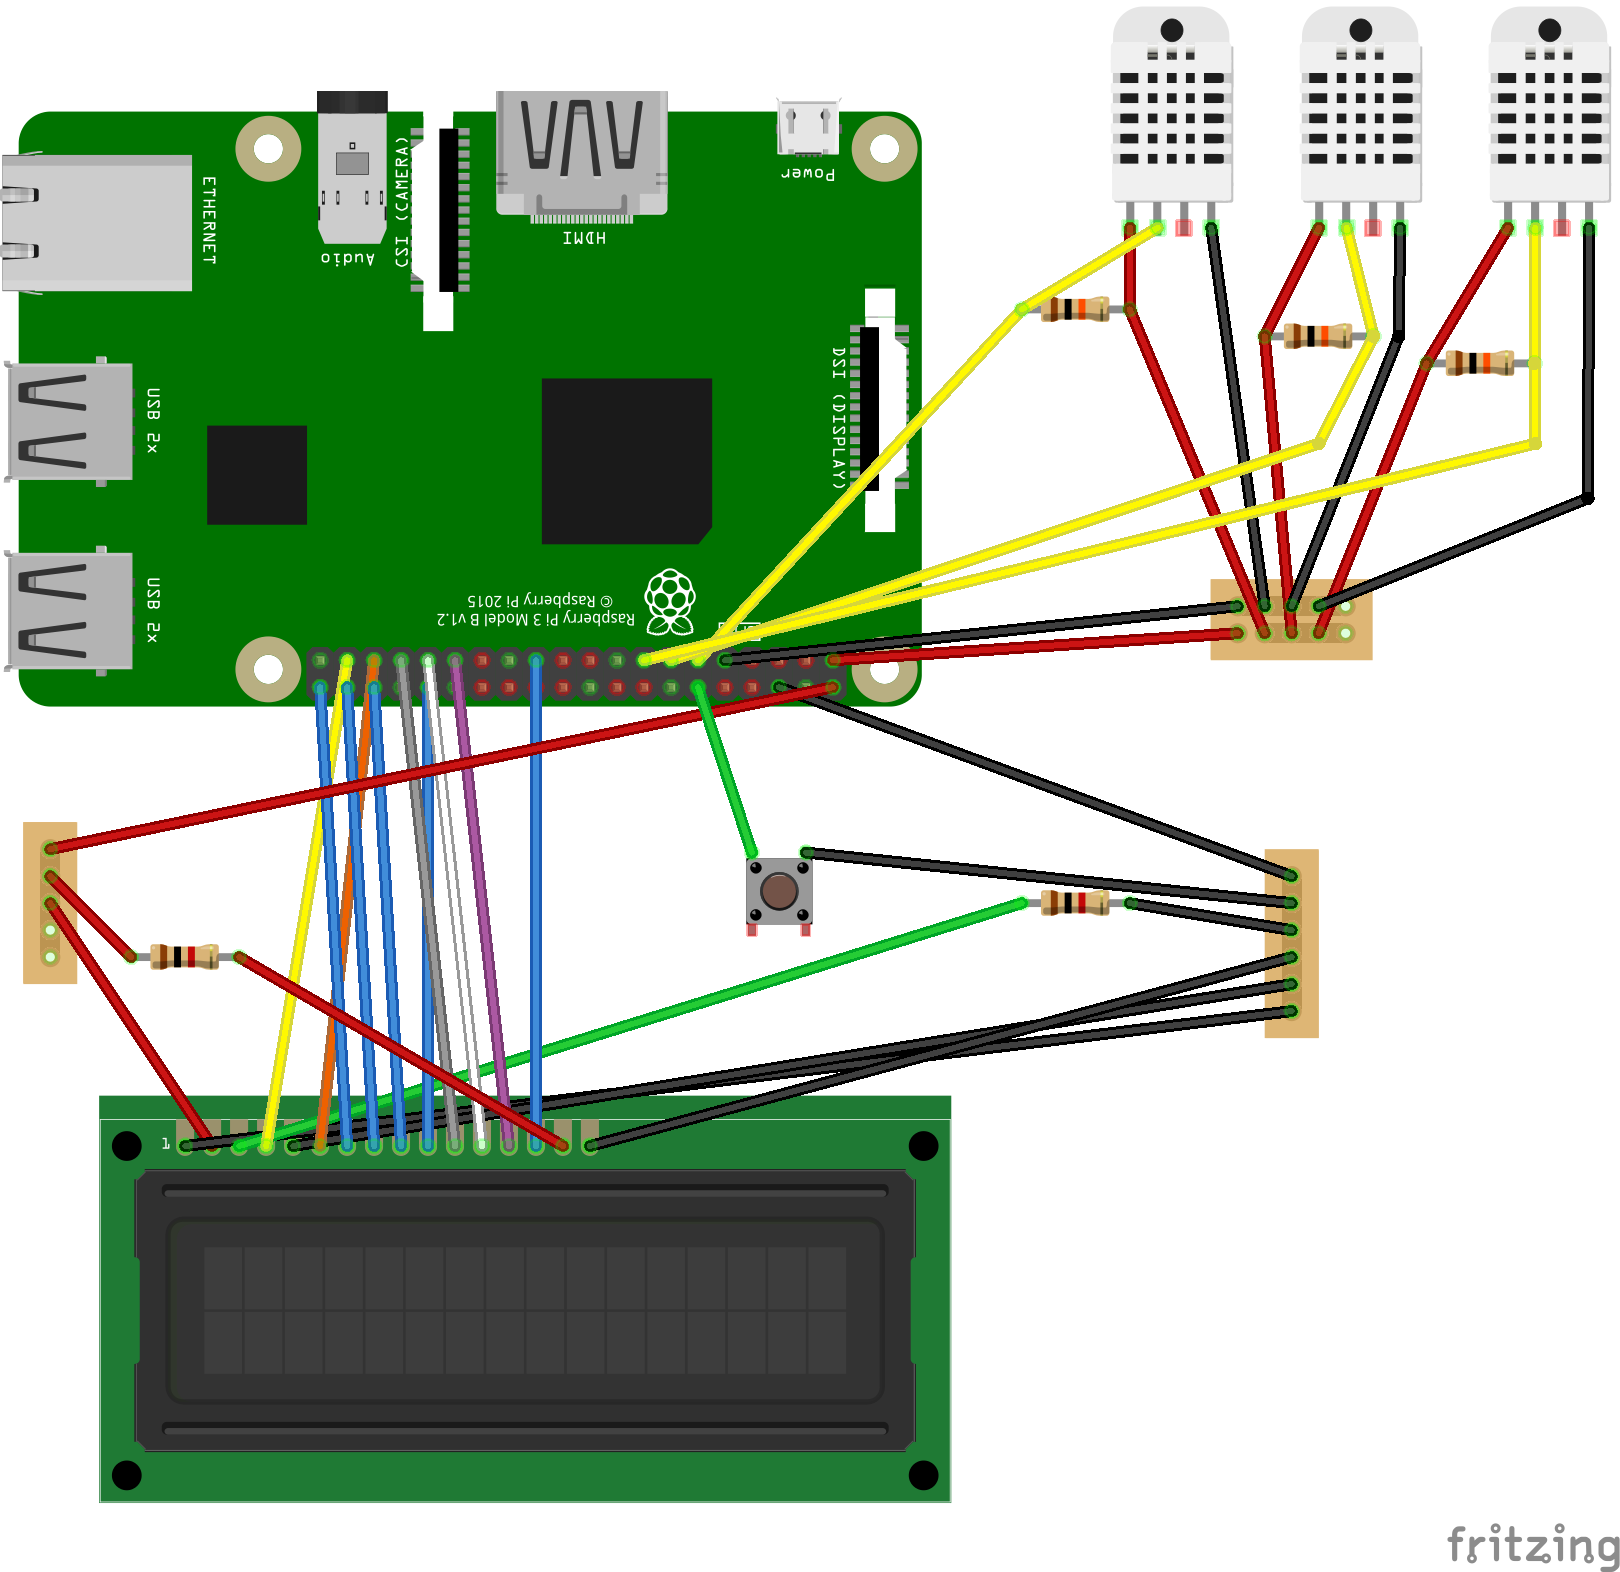 Power
ETHERNET
CSI (CAMERA)
HDMI
Audio
DSI (DISPLAY)
USB 2x
USB 2x
Raspberry Pi 3 Model B v1.2
© Raspberry Pi 2015
1
fritzing